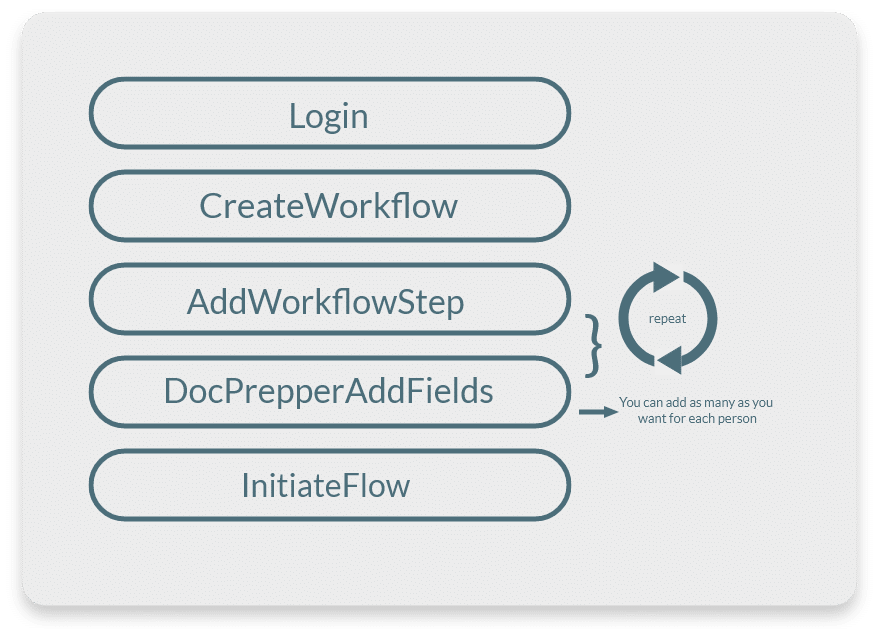 Login
CreateWorkflow
AddWorkflowStep
}
repeat
DocPrepperAddFields
You can add as many as you
want for each person
InitiateFlow